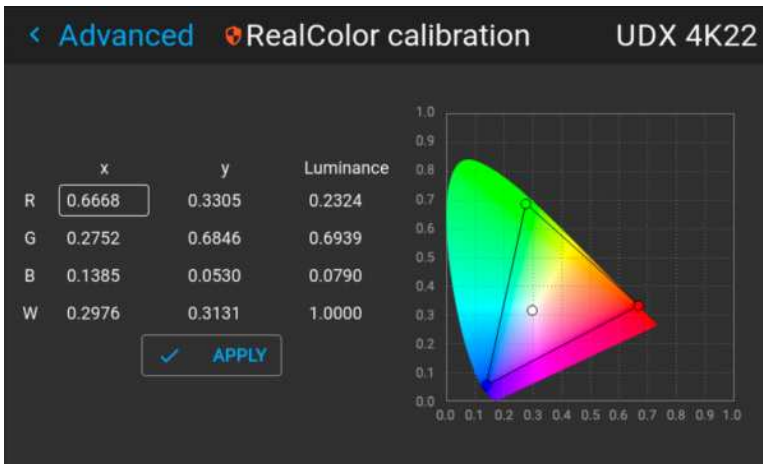 < Advanced RealColor calibration UDX 4K22
x y Luminance
R 0.6668 0.3305 0.2324
G 0.2752 0.6846 0.6939
B 0.1385 0.0530 0.0790
W 0.2976 0.3131 1.0000
APPLY
1.0
0.9
0.8
0.7
0.6
0.5
0.4
0.3
0.2
0.1
0.0
0.0 0.1 0.2 0.3 0.4 0.5 0.6 0.7 0.8 0.9 1.0